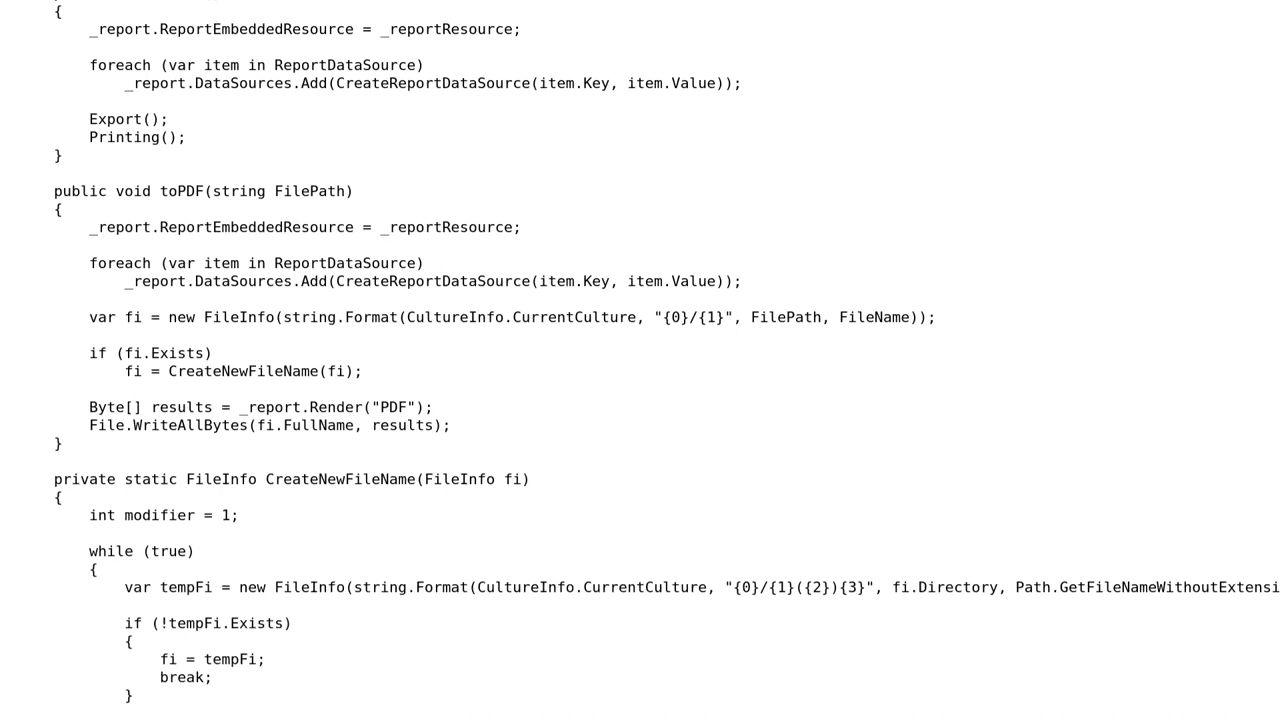 {
_report.ReportEmbeddedResource = _reportResource;
foreach (var item in ReportDataSource)
_report.DataSources.Add(CreateReportDataSource(item.Key, item.Value));
Export();
Printing();
}
public void toPDF(string FilePath)
{
_report.ReportEmbeddedResource = _reportResource;
foreach (var item in ReportDataSource)
_report.DataSources.Add(CreateReportDataSource(item.Key, item.Value));
var fi = new FileInfo(string.Format(CultureInfo.CurrentCulture, "{0}/{1}", FilePath, FileName));
if (fi.Exists)
fi = CreateNewFileName(fi);
Byte[] results = _report.Render("PDF");
File.WriteAllBytes(fi.FullName, results);
}
private static FileInfo CreateNewFileName(FileInfo fi)
{
int modifier = 1;
while (true)
{
var tempFi = new FileInfo(string.Format(CultureInfo.CurrentCulture, "{0}/{1}({2}){3}", fi.Directory, Path.GetFileNameWithoutExtensi
if (!tempFi.Exists)
{
fi = tempFi;
break;
}